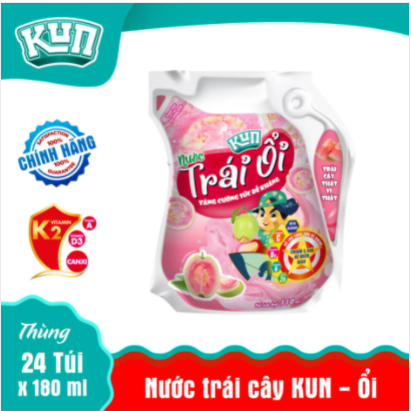 KUN
SATISFACTION
100%
CHÍNH HÃNG
100%
GUARANTEE
VITAMIN
K2
A
D3
CANXI
KUN
Nước
Trái Ổi
TĂNG CƯỜNG SỨC ĐỀ KHÁNG
TRÁI
CÂY
THẬT
VỊ
THẬT
Thùng
24 Túi
x 180 ml
Nước trái cây KUN – Ổi